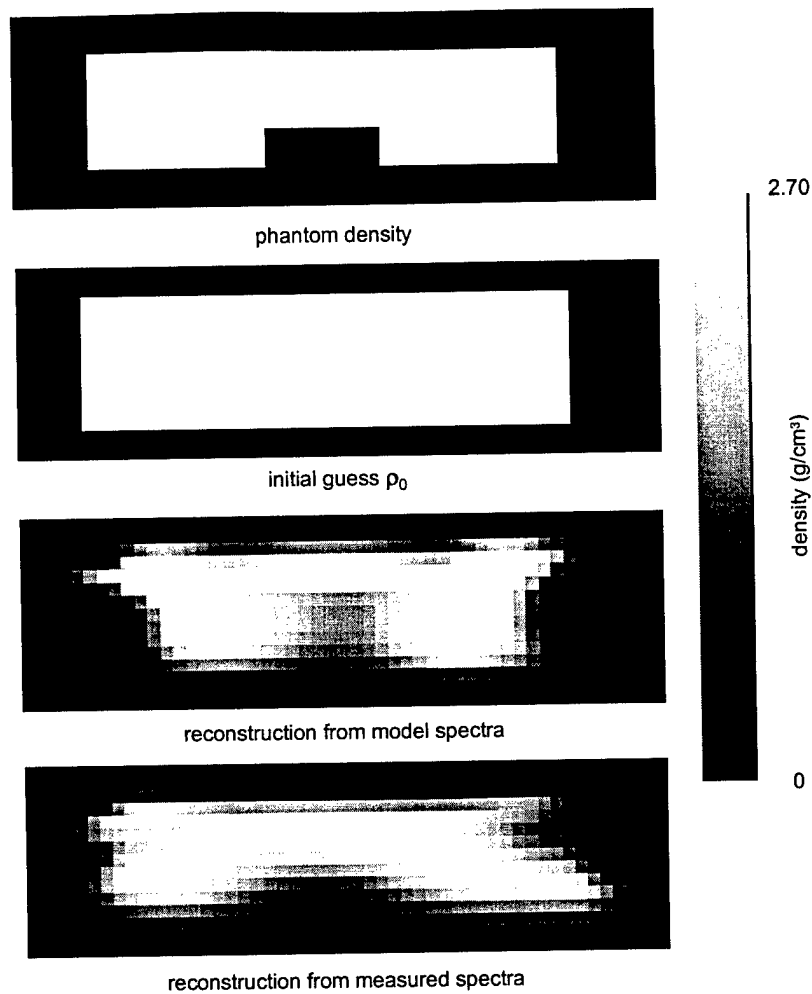 phantom density
2.70
initial guess ρ₀
density (g/cm³)
reconstruction from model spectra
0
reconstruction from measured spectra